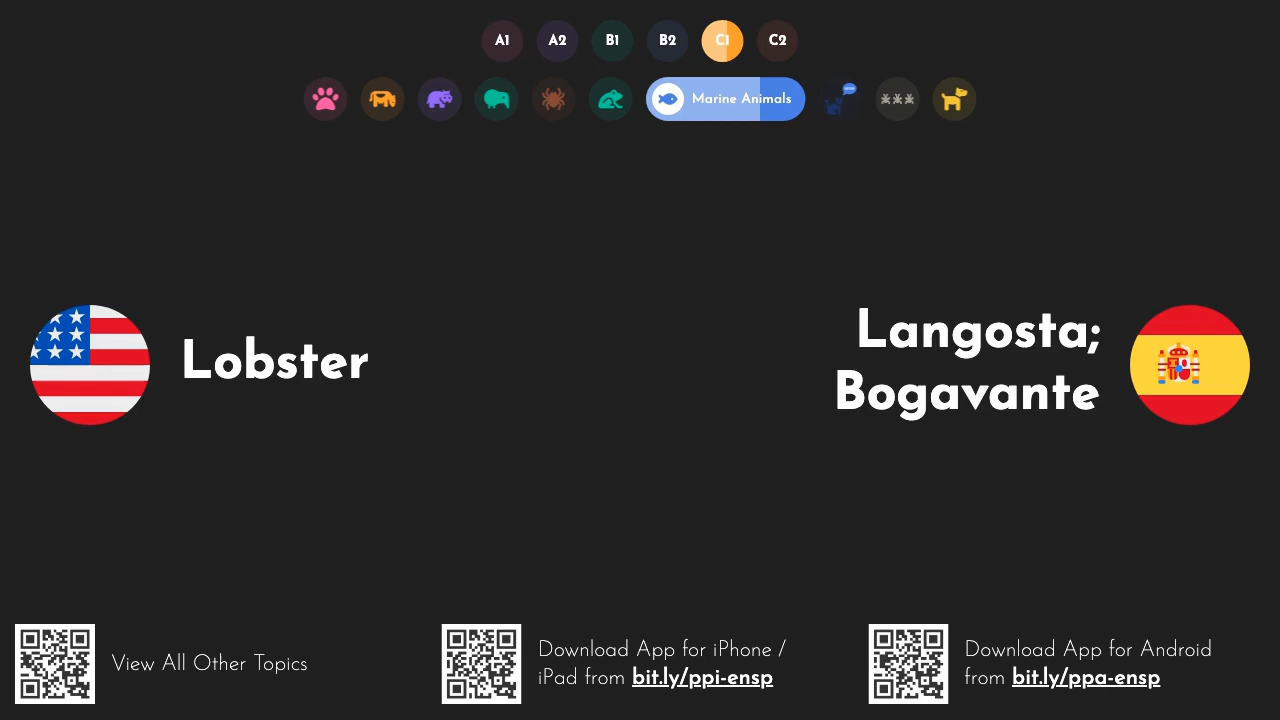 A1 A2 B1 B2 C1 C2
Marine Animals
Lobster
Langosta;
Bogavante
View All Other Topics
Download App for iPhone /
iPad from bit.ly/ppi-ensp
Download App for Android
from bit.ly/ppa-ensp